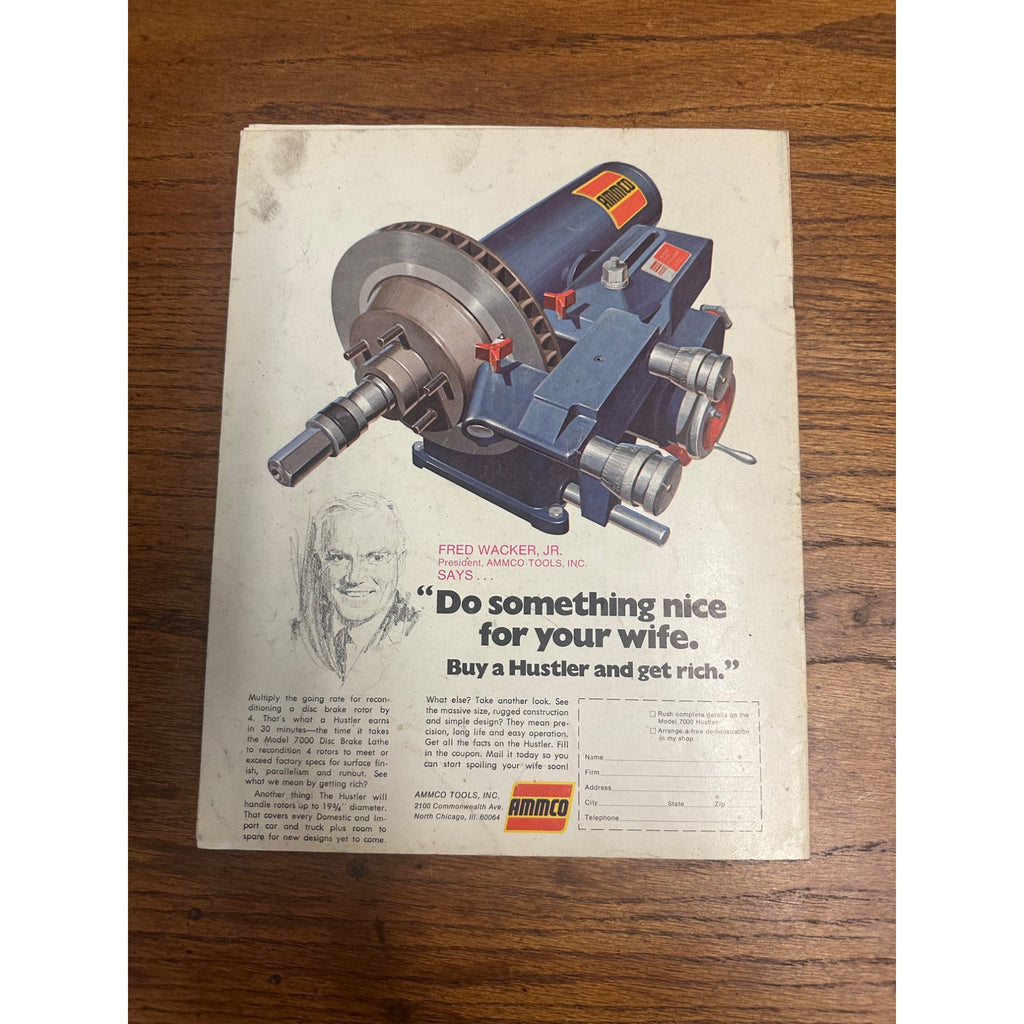 AMMCO
FRED WACKER, JR.
President, AMMCO TOOLS, INC.
SAYS . . .
“Do something nice
for your wife.
Buy a Hustler and get rich.”
Multiply the going rate for recon-
ditioning a disc brake rotor by
4. That's what a Hustler earns
in 30 minutes—the time it takes
the Model 7000 Disc Brake Lathe
to recondition 4 rotors to meet or
exceed factory specs for surface fin-
ish, parallelism and runout. See
what we mean by getting rich?
Another thing: The Hustler will
handle rotors up to 19¾" diameter.
That covers every Domestic and Im-
port car and truck plus room to
spare for new designs yet to come.
What else? Take another look. See
the massive size, rugged construction
and simple design? They mean pre-
cision, long life and easy operation.
Get all the facts on the Hustler. Fill
in the coupon. Mail it today so you
can start spoiling your wife soon!
AMMCO TOOLS, INC.
2100 Commonwealth Ave.
North Chicago, Ill. 60064
AMMCO
Rush complete details on the
Model 7000 Hustler
Arrange a free demonstration
in my shop
Name
Firm
Address
City State Zip
Telephone